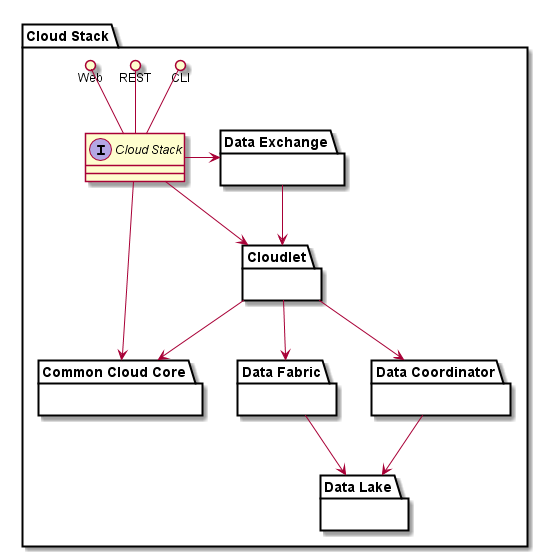 Cloud Stack
Web
REST
CLI
I
Cloud Stack
Data Exchange
Cloudlet
Common Cloud Core
Data Fabric
Data Coordinator
Data Lake